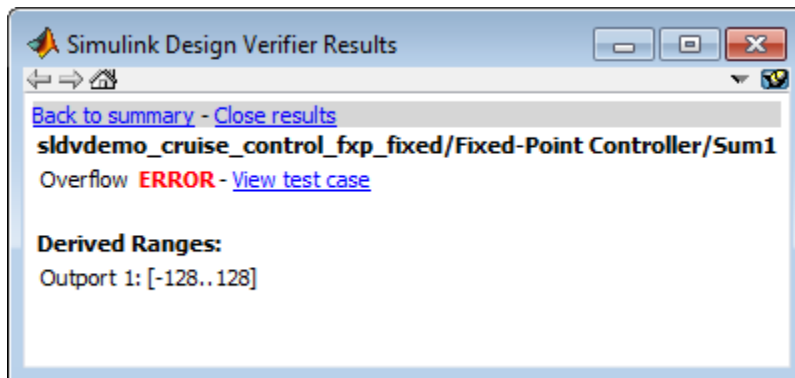 Simulink Design Verifier Results
Back to summary - Close results
sldvdemo_cruise_control_fxp_fixed/Fixed-Point Controller/Sum1
Overflow ERROR - View test case
Derived Ranges:
Outport 1: [-128..128]